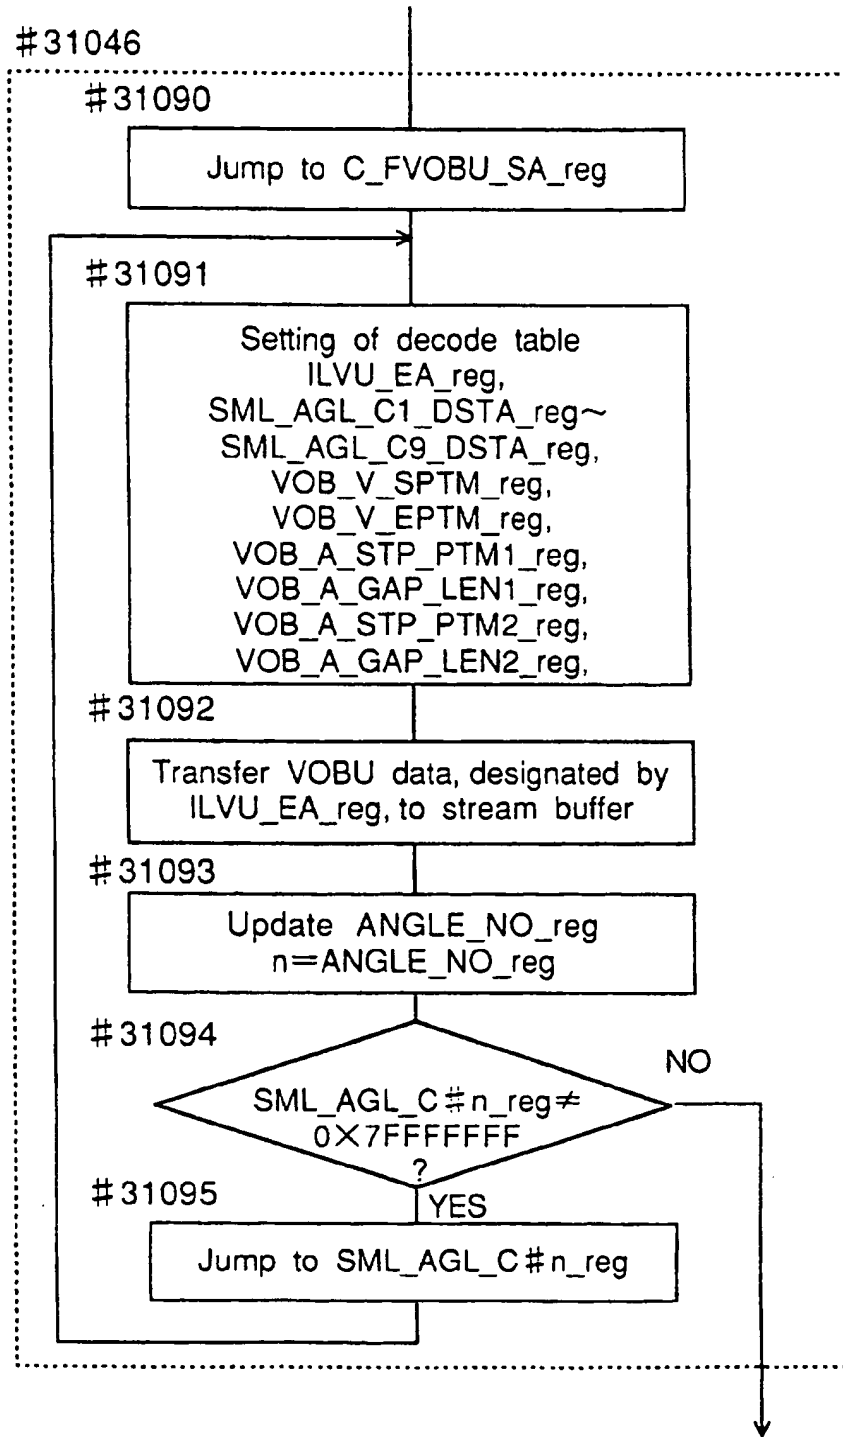 #31046
#31090
Jump to C_FVOBU_SA_reg
#31091
Setting of decode table
ILVU_EA_reg,
SML_AGL_C1_DSTA_reg~
SML_AGL_C9_DSTA_reg,
VOB_V_SPTM_reg,
VOB_V_EPTM_reg,
VOB_A_STP_PTM1_reg,
VOB_A_GAP_LEN1_reg,
VOB_A_STP_PTM2_reg,
VOB_A_GAP_LEN2_reg,
#31092
Transfer VOBU data, designated by
ILVU_EA_reg, to stream buffer
#31093
Update ANGLE_NO_reg
n=ANGLE_NO_reg
#31094
NO
SML_AGL_C#n_reg≠
0×7FFFFFFF
?
#31095
YES
Jump to SML_AGL_C#n_reg